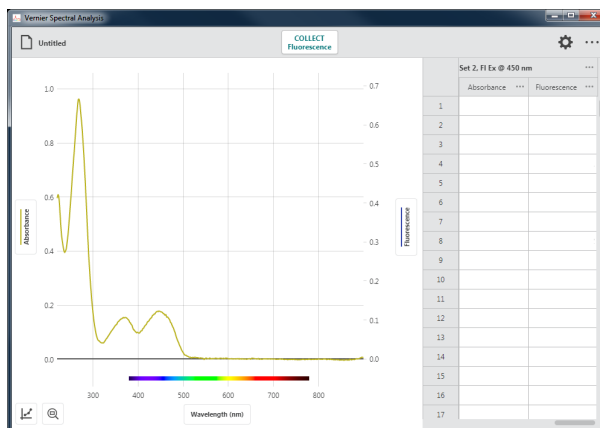 Vernier Spectral Analysis
Untitled
COLLECT
Fluorescence
Set 2, Fl Ex @ 450 nm
Absorbance
Fluorescence
1
2
3
4
5
6
7
8
9
10
11
12
13
14
15
16
17
Absorbance
1.0
0.8
0.6
0.4
0.2
0.0
0.7
0.6
0.5
0.4
0.3
0.2
0.1
0.0
Fluorescence
300 400 500 600 700 800
Wavelength (nm)